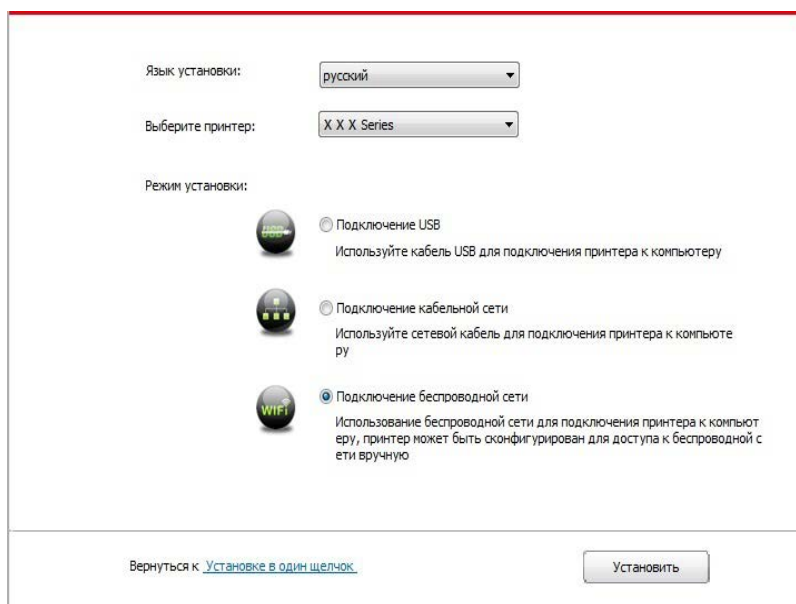 Язык установки:
русский
Выберите принтер:
X X X Series
Режим установки:
USB
Подключение USB
Используйте кабель USB для подключения принтера к компьютеру
Подключение кабельной сети
Используйте сетевой кабель для подключения принтера к компьюте
ру
WiFi
Подключение беспроводной сети
Использование беспроводной сети для подключения принтера к компьют
еру, принтер может быть сконфигурирован для доступа к беспроводной с
ети вручную
Вернуться к Установке в один щелчок
Установить